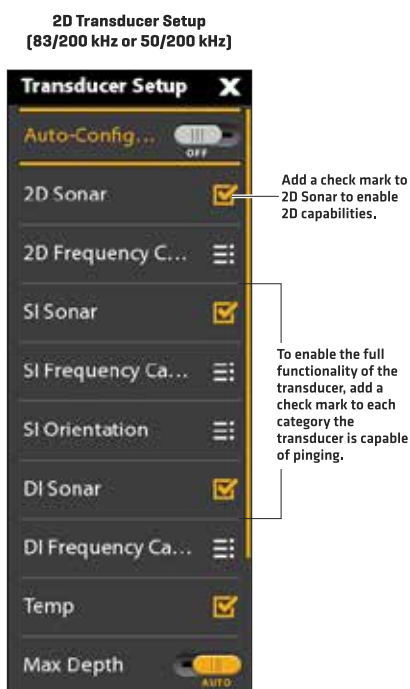 2D Transducer Setup
(83/200 kHz or 50/200 kHz)
Transducer Setup X
Auto-Config...
OFF
2D Sonar
Add a check mark to
2D Sonar to enable
2D capabilities.
2D Frequency C...
SI Sonar
SI Frequency Ca...
To enable the full
functionality of the
transducer, add a
check mark to each
category the
transducer is capable
of pinging.
SI Orientation
DI Sonar
DI Frequency Ca...
Temp
Max Depth
AUTO